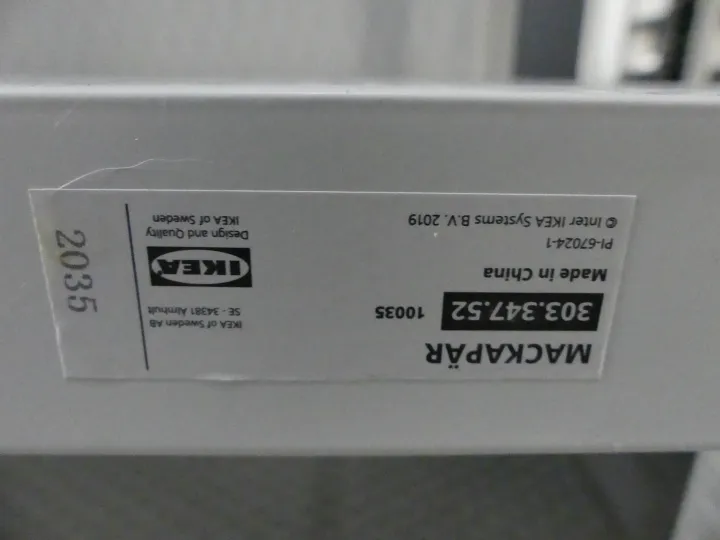 MACKAPÄR
303.347.52 10035
Made in China
PI-67024-1
© Inter IKEA Systems B.V. 2019
IKEA of Sweden AB
SE - 34381 Älmhult
IKEA
Design and Quality
IKEA of Sweden
2035